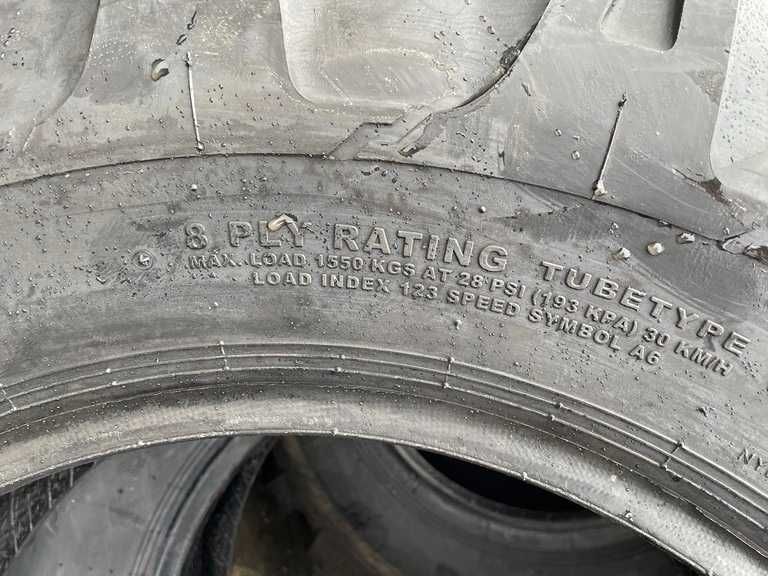 8 PLY RATING TUBETYPE
MAX. LOAD 1550 KGS AT 28 PSI (193 KPA) 30 KM/H
LOAD INDEX 123 SPEED SYMBOL A6